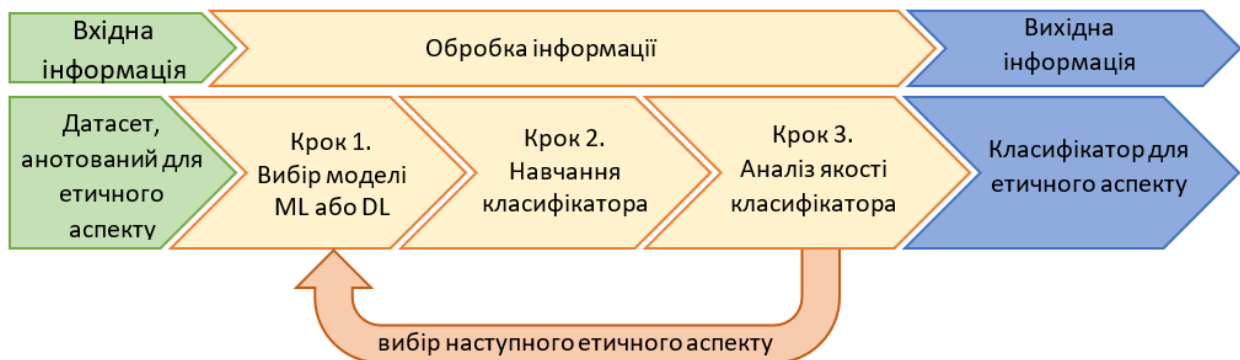 Вхідна
інформація
Обробка інформації
Вихідна
інформація
Датасет,
анотований для
етичного
аспекту
Крок 1.
Вибір моделі
ML або DL
Крок 2.
Навчання
класифікатора
Крок 3.
Аналіз якості
класифікатора
Класифікатор для
етичного аспекту
вибір наступного етичного аспекту